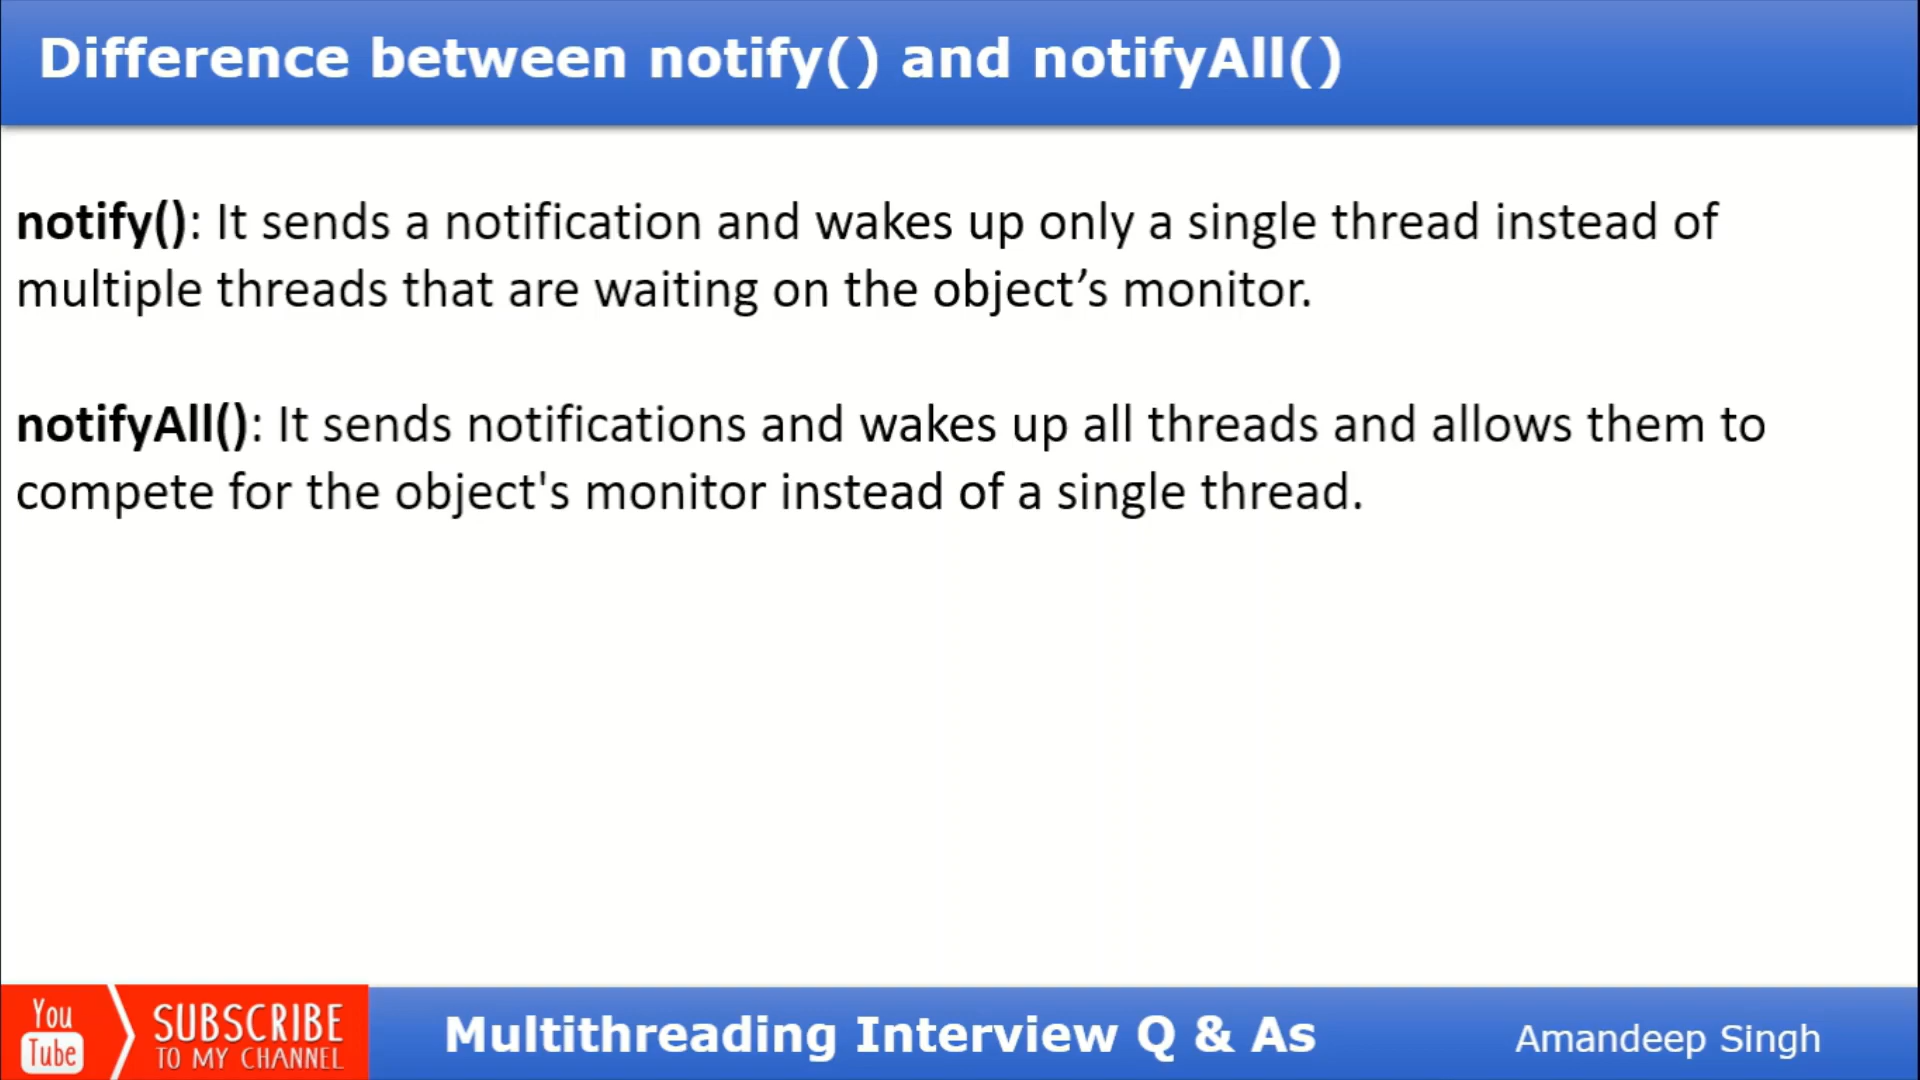 Difference between notify() and notifyAll()
notify(): It sends a notification and wakes up only a single thread instead of
multiple threads that are waiting on the object’s monitor.
notifyAll(): It sends notifications and wakes up all threads and allows them to
compete for the object's monitor instead of a single thread.
You
Tube
SUBSCRIBE
TO MY CHANNEL
Multithreading Interview Q & As
Amandeep Singh